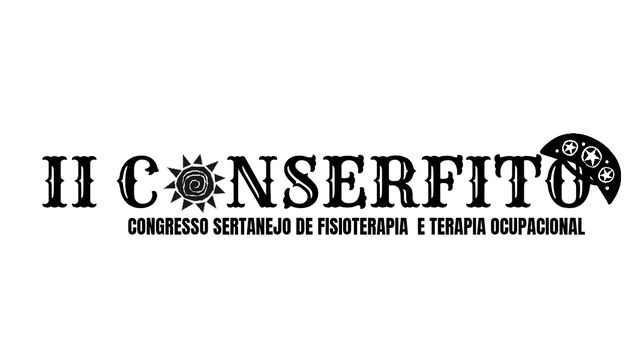 II CONSERFITO
CONGRESSO SERTANEJO DE FISIOTERAPIA E TERAPIA OCUPACIONAL